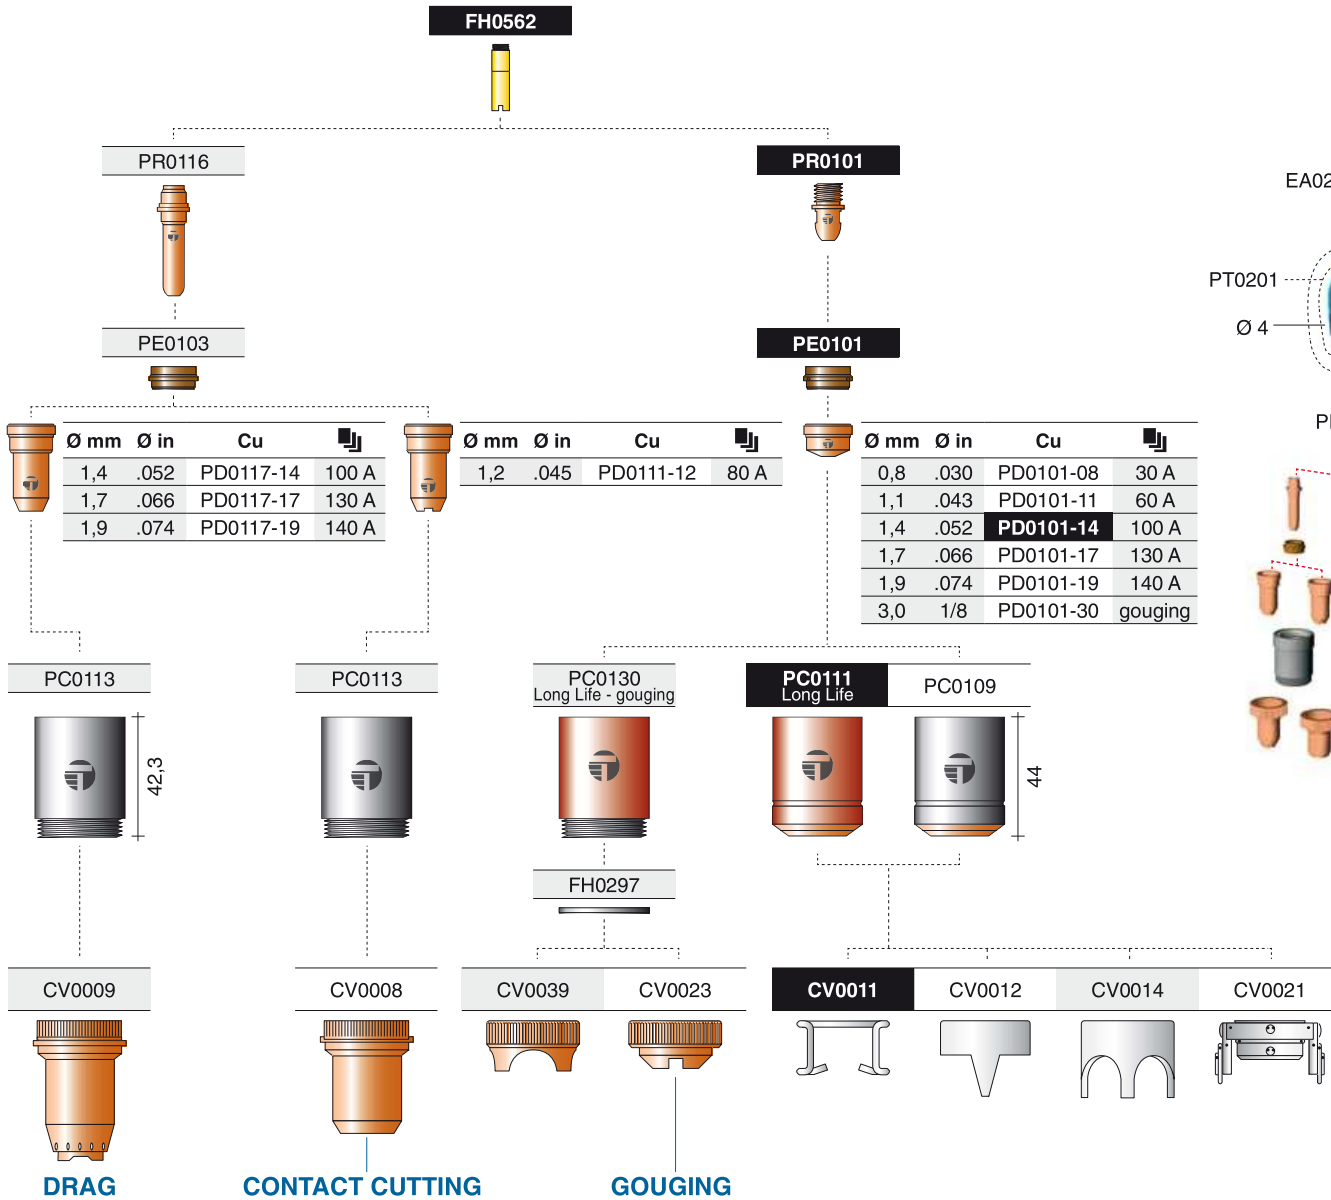 FH0562
PR0116
PR0101
EA02
PT0201
Ø 4
PE0103
PE0101
Ø mm Ø in Cu
1,4 .052 PD0117-14 100 A
1,7 .066 PD0117-17 130 A
1,9 .074 PD0117-19 140 A
Ø mm Ø in Cu
1,2 .045 PD0111-12 80 A
Ø mm Ø in Cu
0,8 .030 PD0101-08 30 A
1,1 .043 PD0101-11 60 A
1,4 .052 PD0101-14 100 A
1,7 .066 PD0101-17 130 A
1,9 .074 PD0101-19 140 A
3,0 1/8 PD0101-30 gouging
PC0113
PC0113
PC0130
Long Life - gouging
PC0111
Long Life
PC0109
42,3
44
FH0297
CV0009
CV0008
CV0039
CV0023
CV0011
CV0012
CV0014
CV0021
DRAG
CONTACT CUTTING
GOUGING